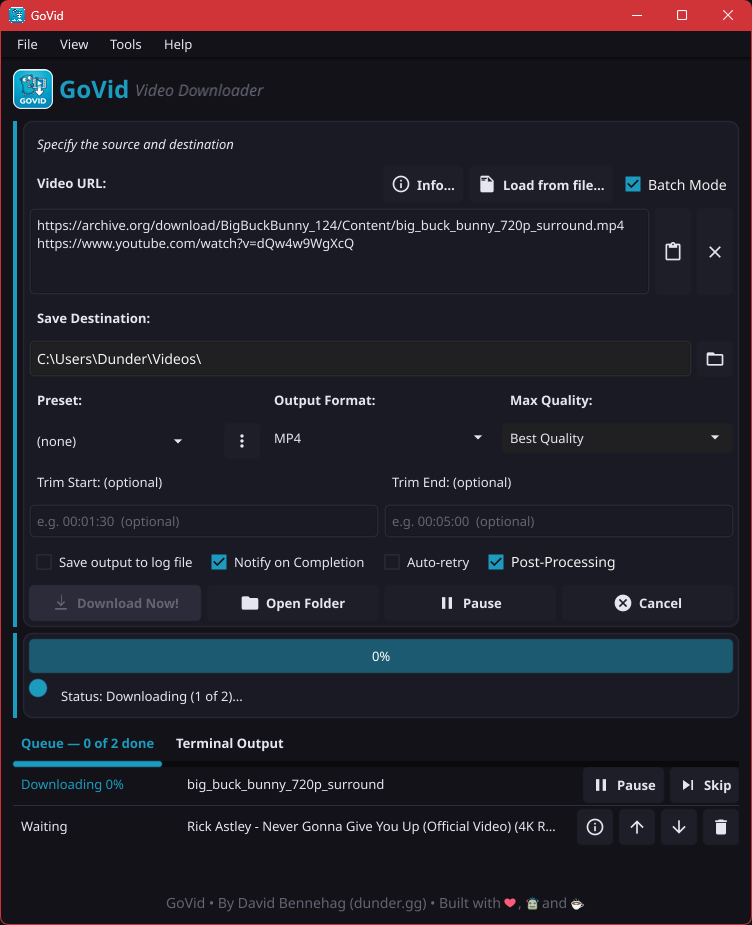 GoVid
File View Tools Help
GOVID GoVid Video Downloader
Specify the source and destination
Video URL: Info... Load from file... Batch Mode
https://archive.org/download/BigBuckBunny_124/Content/big_buck_bunny_720p_surround.mp4
https://www.youtube.com/watch?v=dQw4w9WgXcQ
Save Destination:
C:\Users\Dunder\Videos\
Preset: Output Format: Max Quality:
(none) MP4 Best Quality
Trim Start: (optional) Trim End: (optional)
e.g. 00:01:30 (optional) e.g. 00:05:00 (optional)
Save output to log file Notify on Completion Auto-retry Post-Processing
Download Now! Open Folder Pause Cancel
0%
Status: Downloading (1 of 2)...
Queue — 0 of 2 done Terminal Output
Downloading 0% big_buck_bunny_720p_surround Pause Skip
Waiting Rick Astley - Never Gonna Give You Up (Official Video) (4K R...
GoVid • By David Bennehag (dunder.gg) • Built with ❤️, 🤖 and ☕